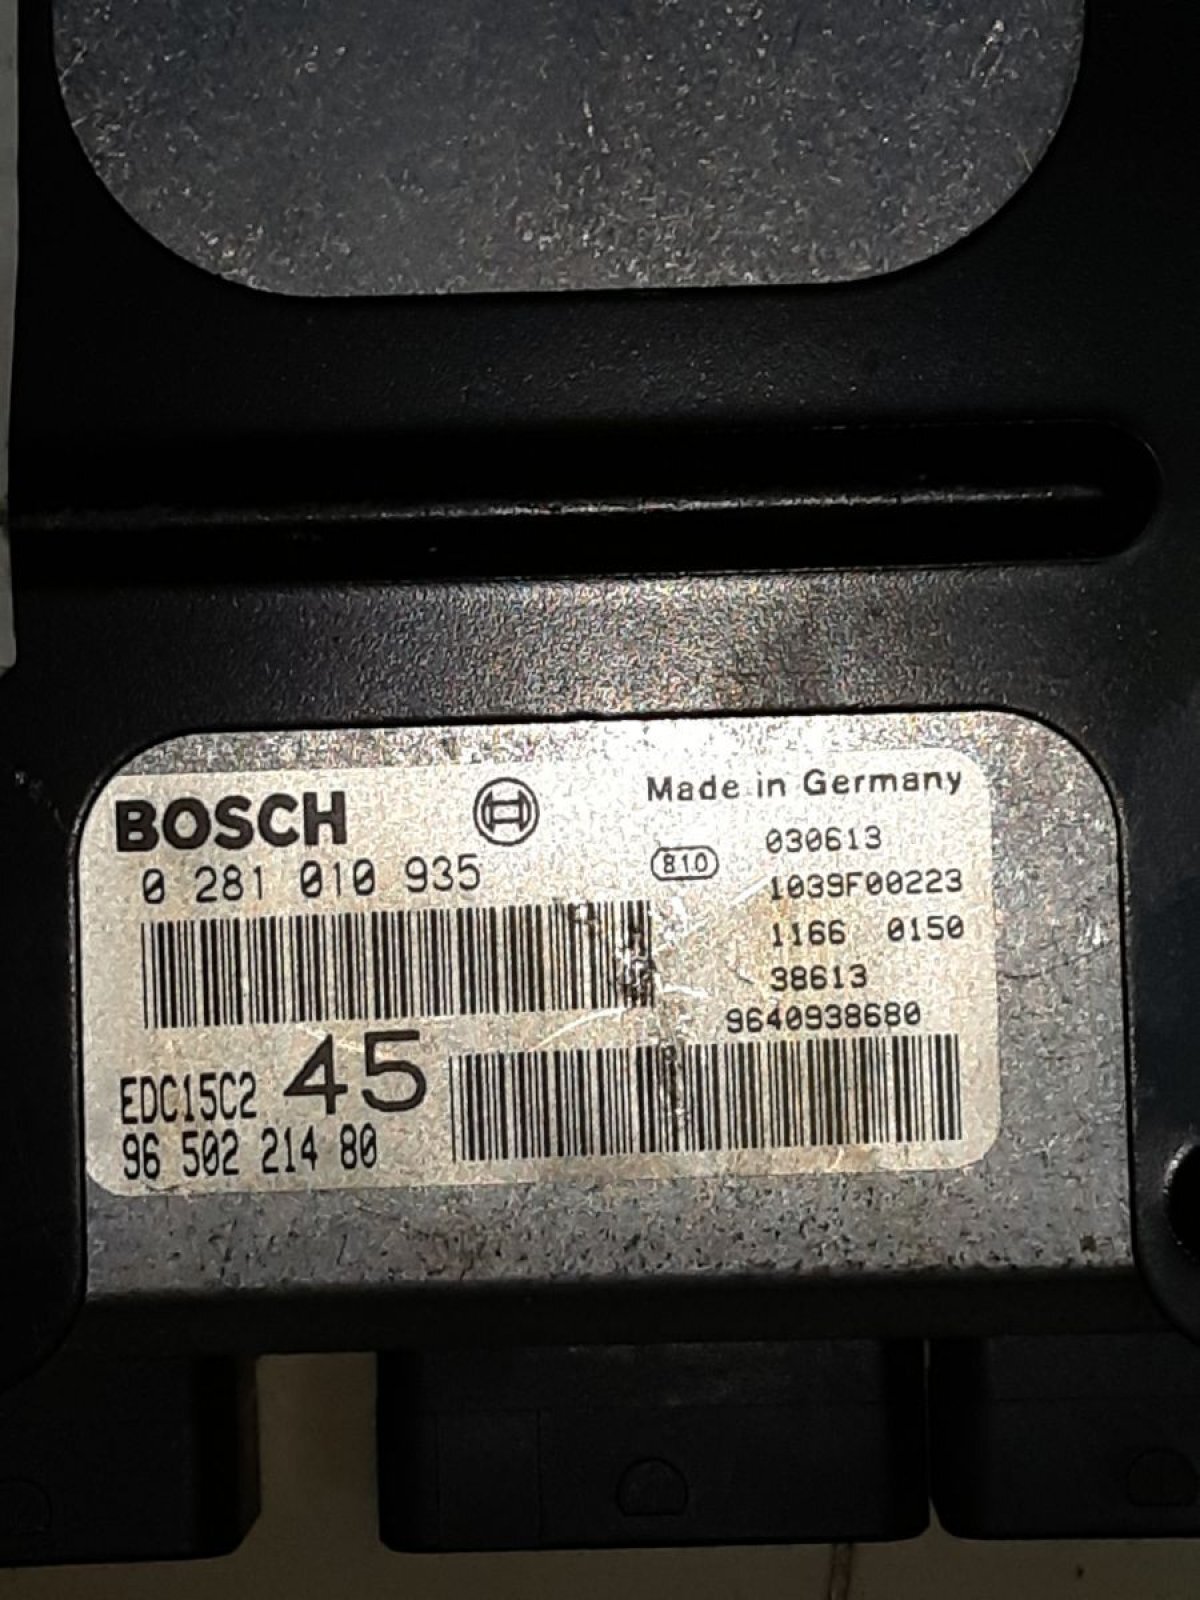 BOSCH
0 281 010 935
Made in Germany
030613
810
1039F00223
1166 0150
38613
9640938680
EDC15C2 45
96 502 214 80